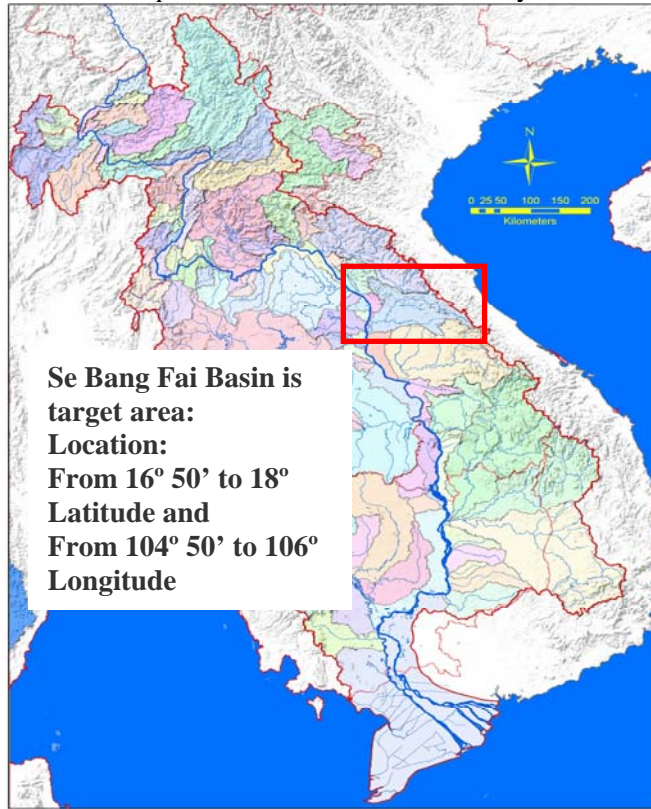 N
0 25 50 100 150 200
Kilometers
Se Bang Fai Basin is
target area:
Location:
From 16º 50’ to 18º
Latitude and
From 104º 50’ to 106º
Longitude